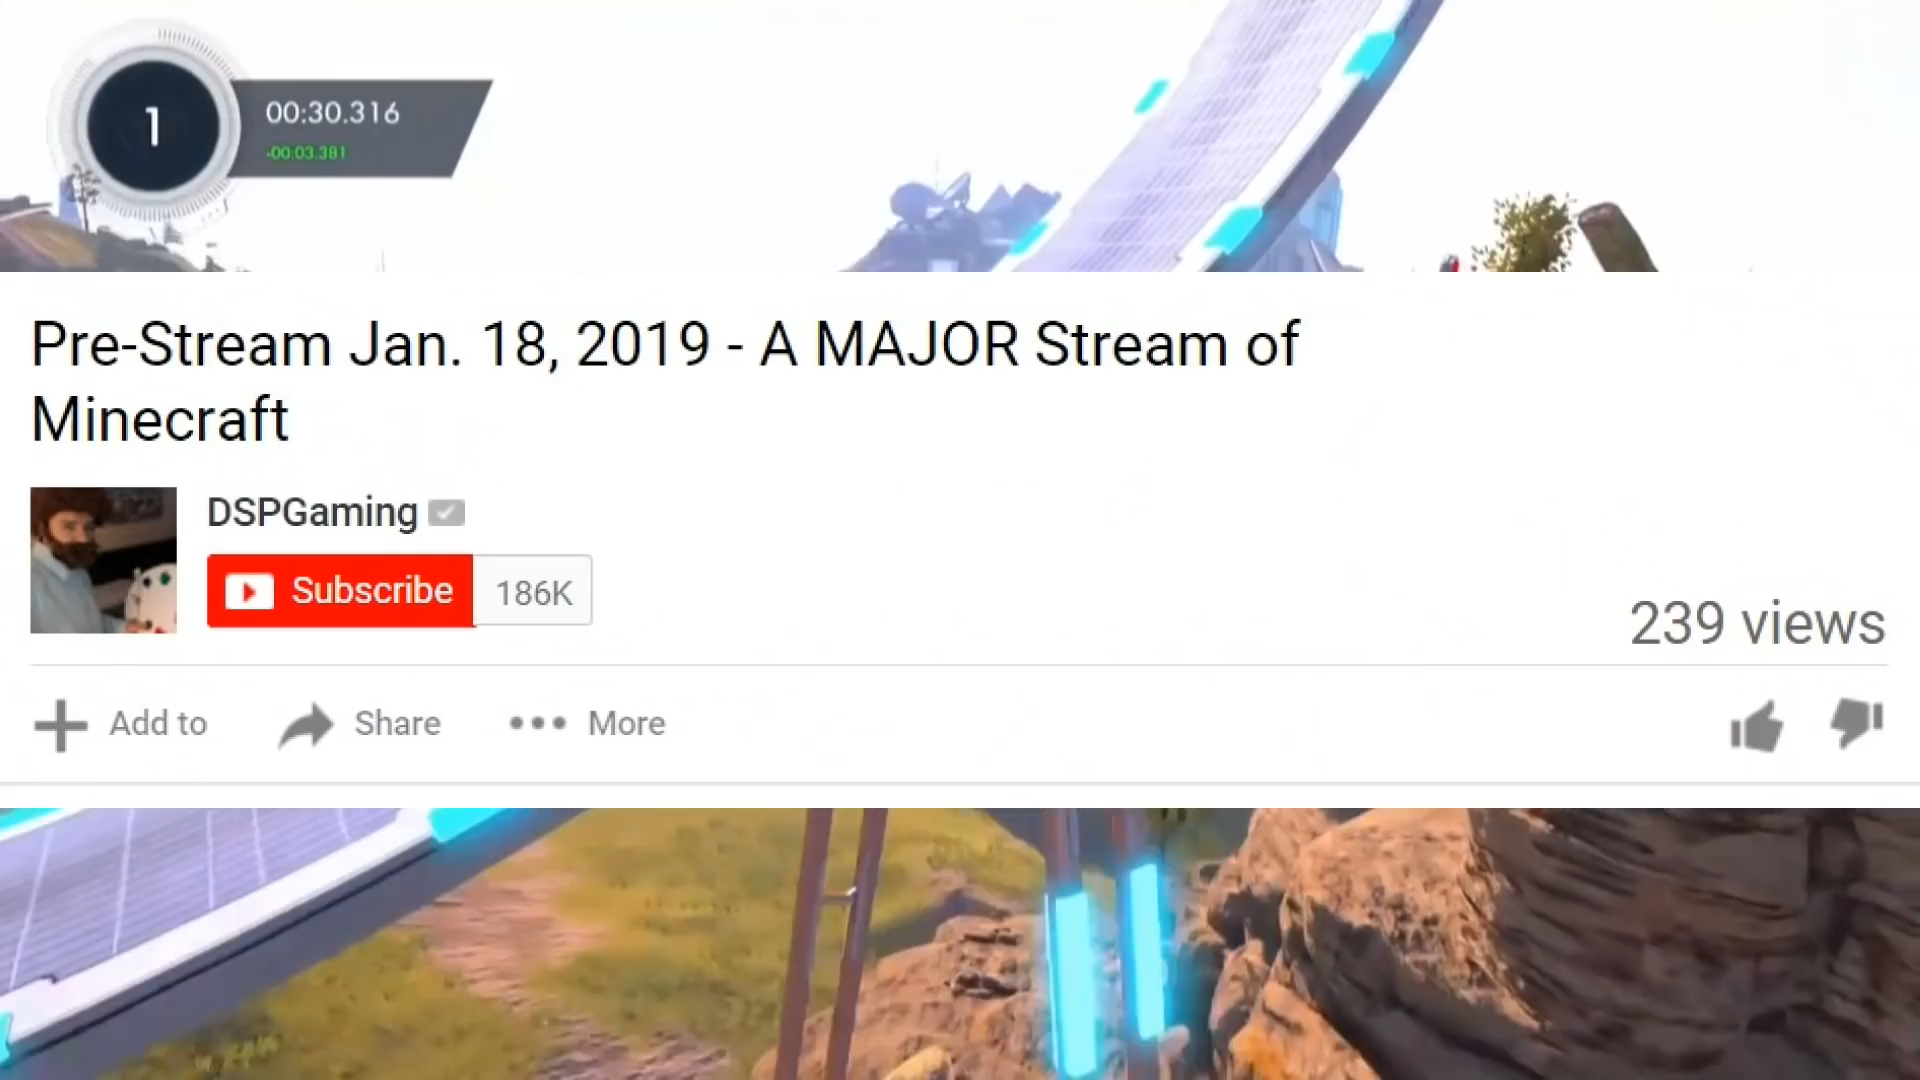 1
00:30.316
-00:03.381
Pre-Stream Jan. 18, 2019 - A MAJOR Stream of
Minecraft
DSPGaming
Subscribe 186K
239 views
Add to Share More